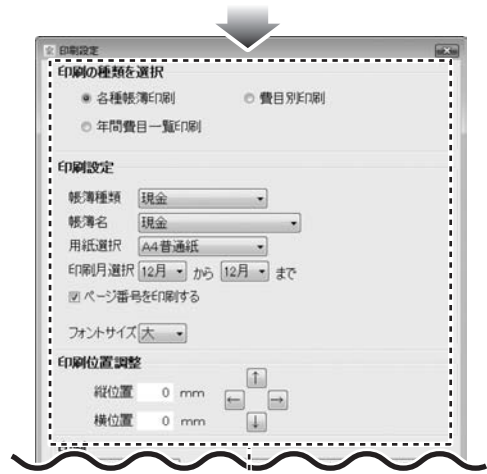 印刷設定
印刷の種類を選択
各種帳簿印刷 費目別印刷
年間費目一覧印刷
印刷設定
帳簿種類 現金
帳簿名 現金
用紙選択 A4普通紙
印刷月選択 12月 から 12月 まで
ページ番号を印刷する
フォントサイズ 大
印刷位置調整
縦位置 0 mm
横位置 0 mm